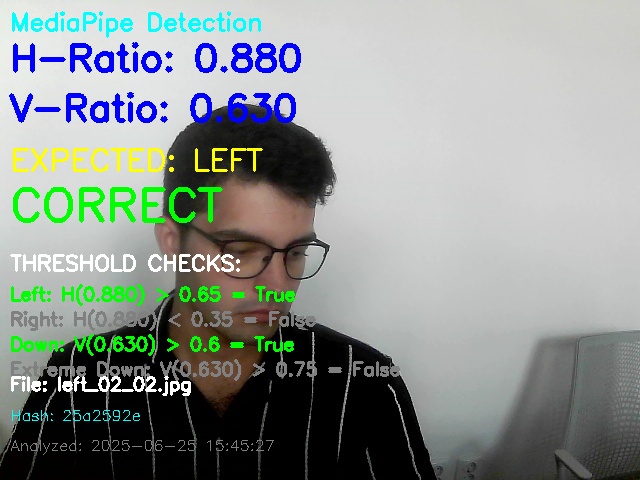 MediaPipe Detection
H-Ratio: 0.880
V-Ratio: 0.630
EXPECTED: LEFT
CORRECT
THRESHOLD CHECKS:
Left: H(0.880) > 0.65 = True
Right: H(0.880) < 0.35 = False
Down: V(0.630) > 0.6 = True
Extreme Down: V(0.630) > 0.75 = False
File: left_02_02.jpg
Hash: 25a2592e
Analyzed: 2025-06-25 15:45:27